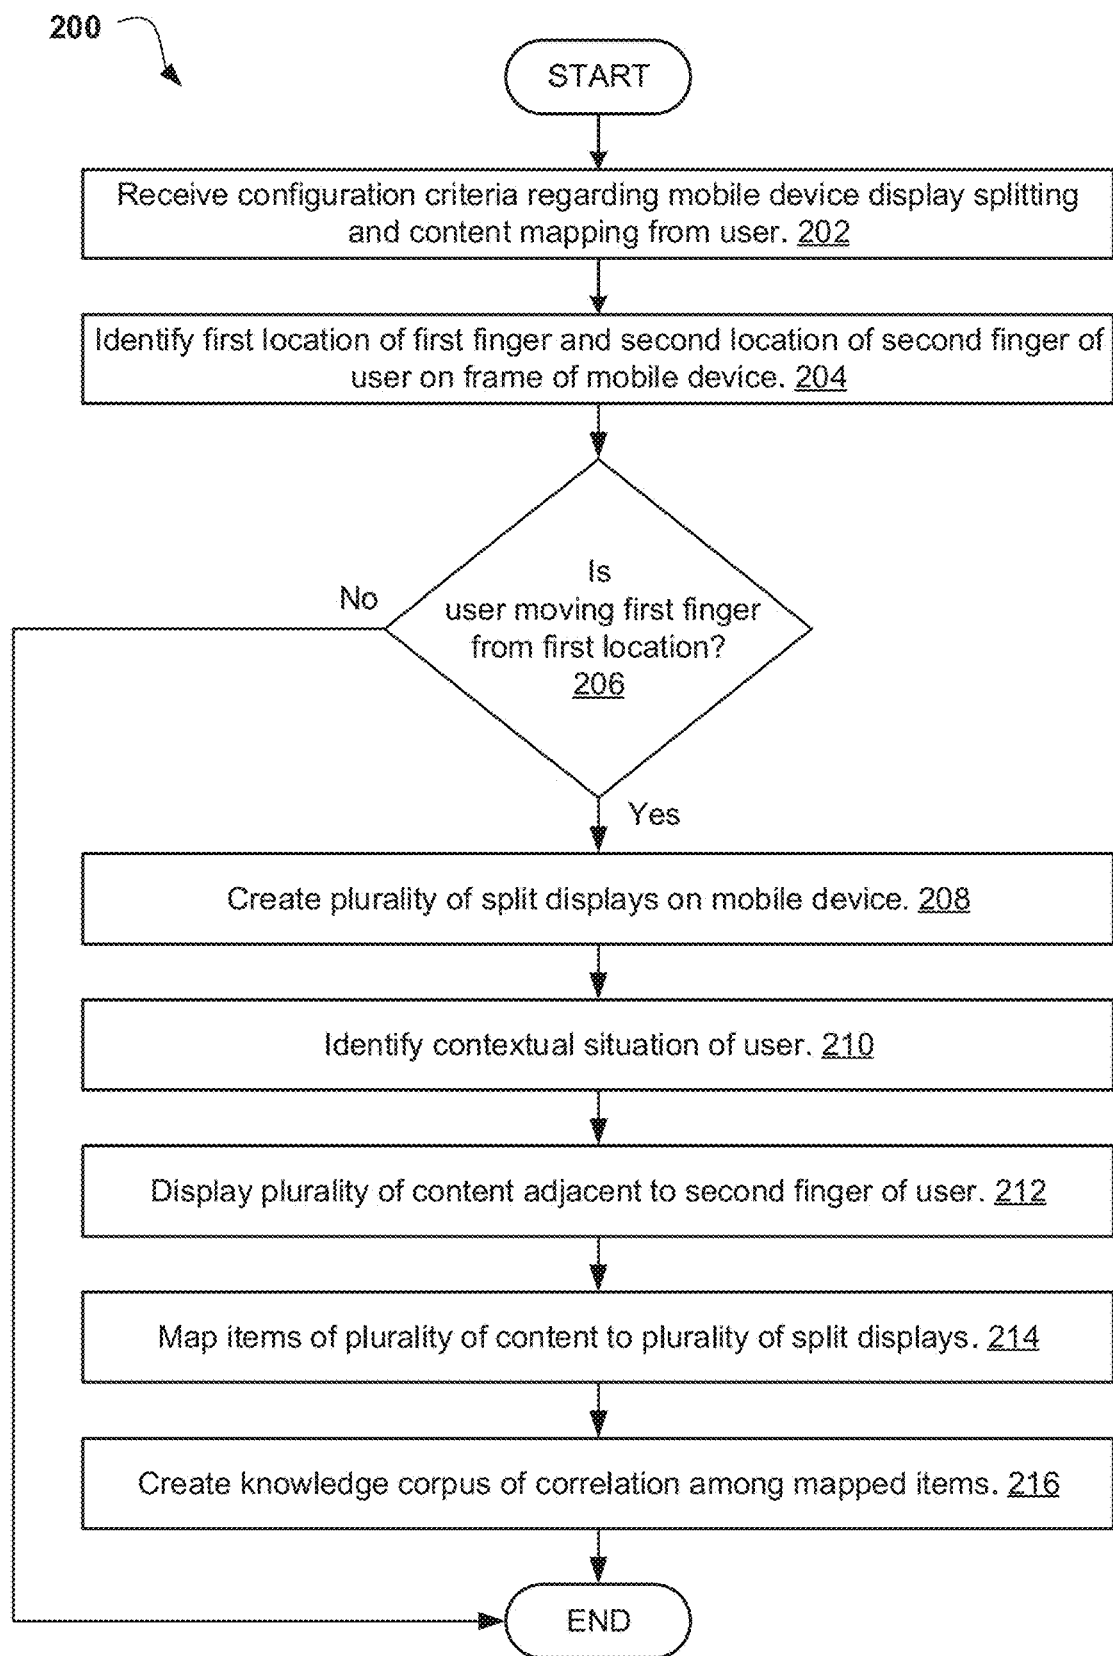 200
START
Receive configuration criteria regarding mobile device display splitting
and content mapping from user. 202
Identify first location of first finger and second location of second finger of
user on frame of mobile device. 204
Is
user moving first finger
from first location?
206
No
Yes
Create plurality of split displays on mobile device. 208
Identify contextual situation of user. 210
Display plurality of content adjacent to second finger of user. 212
Map items of plurality of content to plurality of split displays. 214
Create knowledge corpus of correlation among mapped items. 216
END